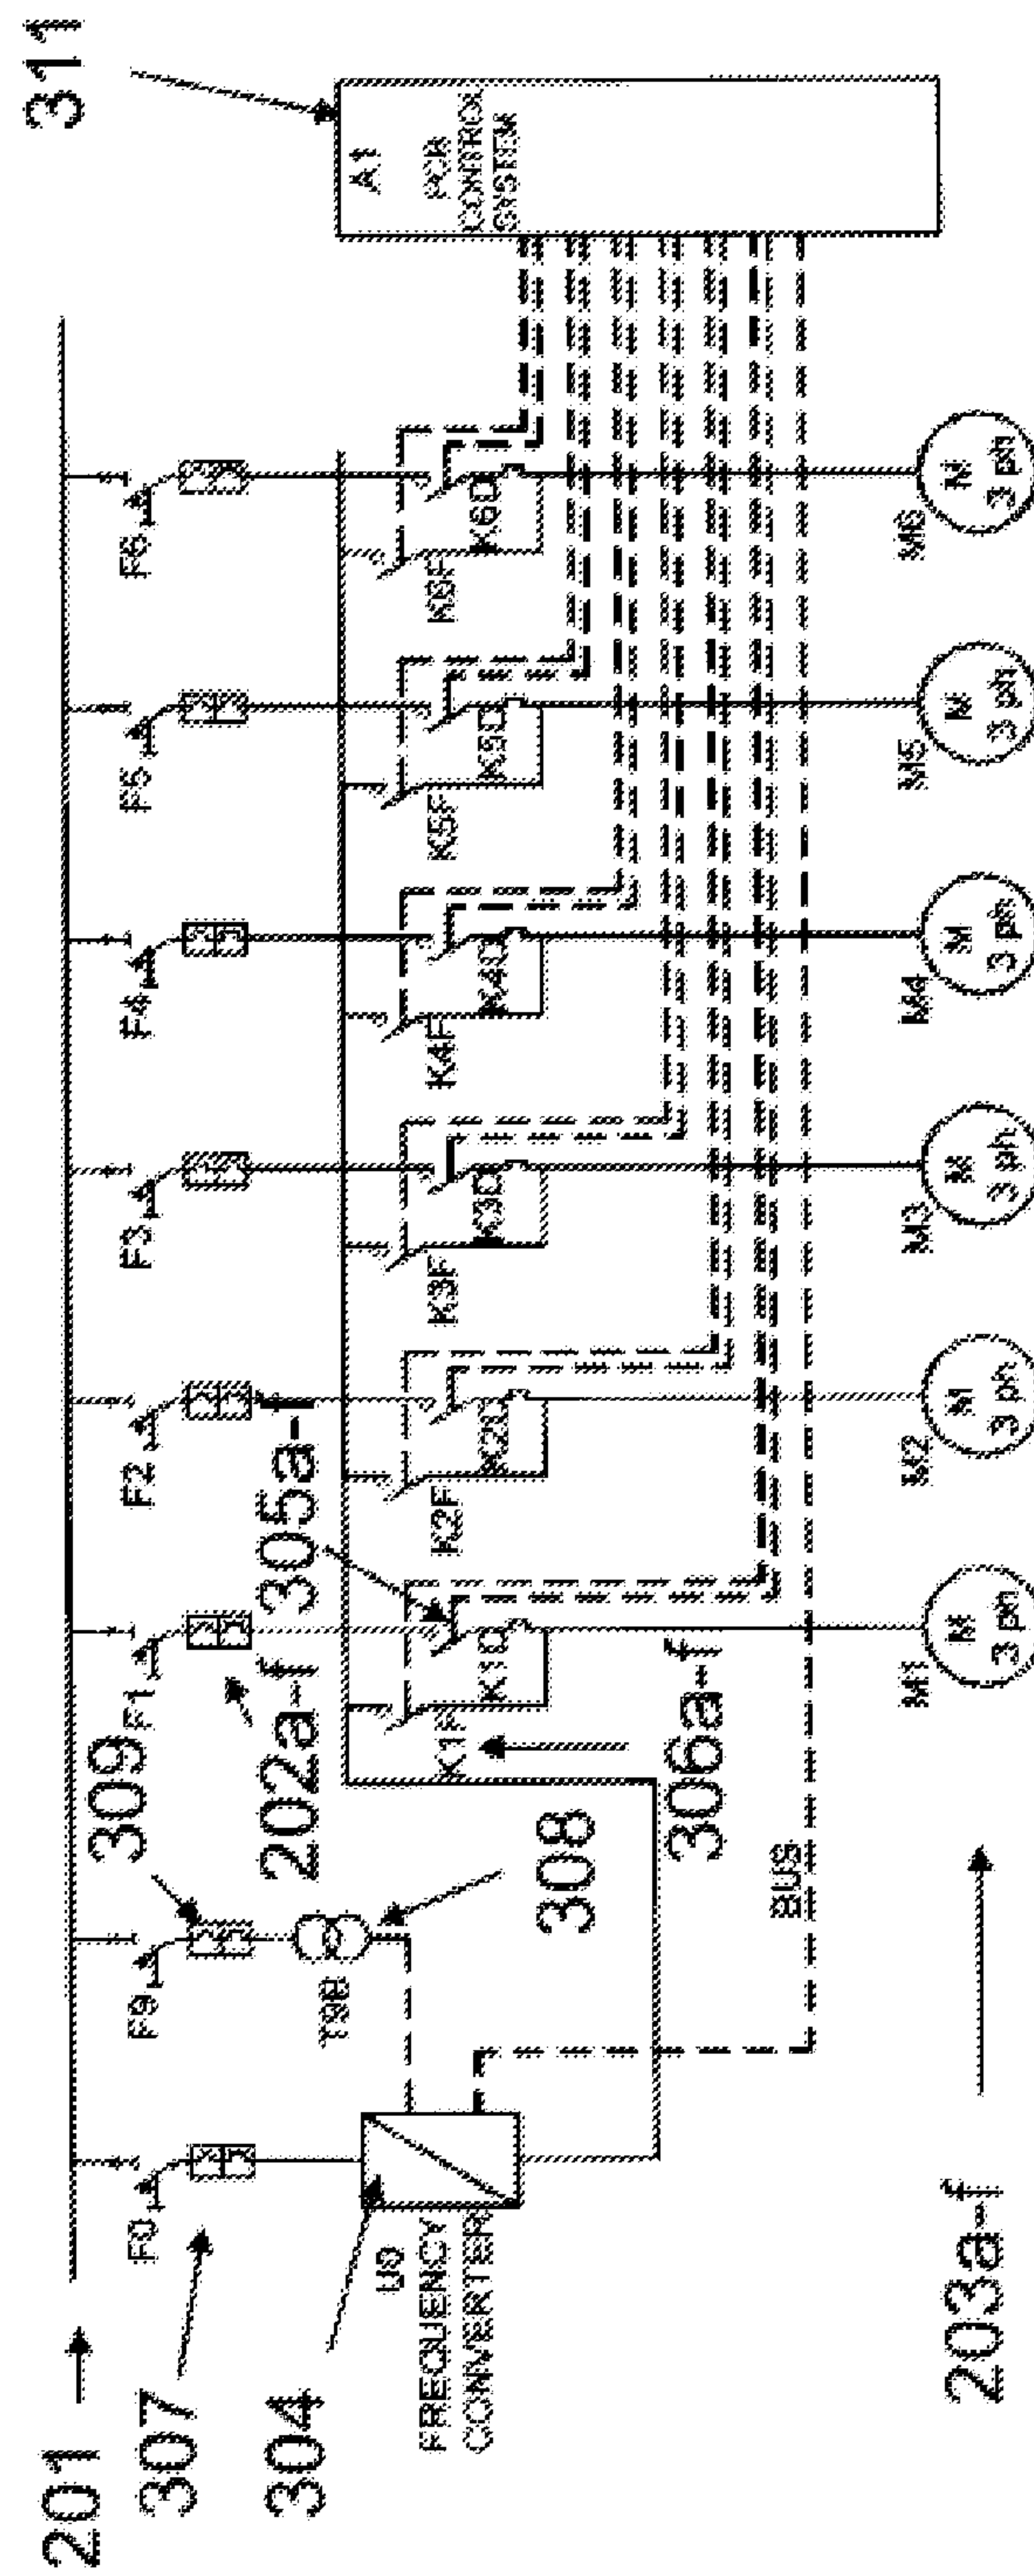 201
307
304
309
202a-f
305a-f
308
306a-f
311
203a-f
F0
F9
F1
F2
F3
F4
F5
F6
T9B
U9
FREQUENCY
CONVERTER
K1F
K1D
K2F
K2D
K3F
K3D
K4F
K4D
K5F
K5D
K6F
K6D
BUS
A1
CONTROL
SYSTEM
M1
M
3 ph
M2
M
3 ph
M3
M
3 ph
M4
M
3 ph
M5
M
3 ph
M6
3 ph